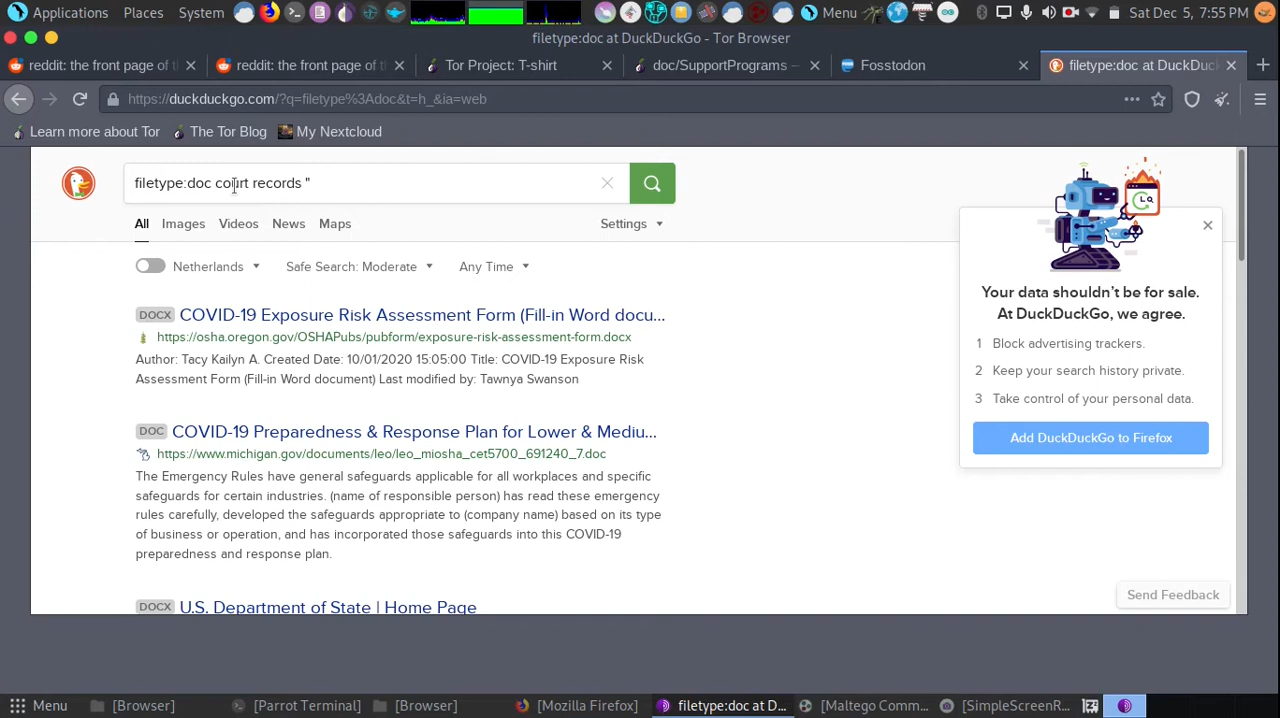 Applications Places System Menu Sat Dec 5, 7:55 PM
filetype:doc at DuckDuckGo - Tor Browser
reddit: the front page of reddit: the front page of Tor Project: T-shirt doc/SupportPrograms – Fosstodon filetype:doc at DuckDuc
https://duckduckgo.com/?q=filetype%3Adoc&t=h_&ia=web
Learn more about Tor The Tor Blog My Nextcloud
filetype:doc court records "
All Images Videos News Maps Settings
Netherlands Safe Search: Moderate Any Time
DOCX COVID-19 Exposure Risk Assessment Form (Fill-in Word docu...
https://osha.oregon.gov/OSHAPubs/pubform/exposure-risk-assessment-form.docx
Author: Tacy Kailyn A. Created Date: 10/01/2020 15:05:00 Title: COVID-19 Exposure Risk
Assessment Form (Fill-in Word document) Last modified by: Tawnya Swanson
DOC COVID-19 Preparedness & Response Plan for Lower & Mediu...
https://www.michigan.gov/documents/leo/leo_miosha_cet5700_691240_7.doc
The Emergency Rules have general safeguards applicable for all workplaces and specific
safeguards for certain industries. (name of responsible person) has read these emergency
rules carefully, developed the safeguards appropriate to (company name) based on its type
of business or operation, and has incorporated those safeguards into this COVID-19
preparedness and response plan.
DOCX U.S. Department of State | Home Page
Your data shouldn't be for sale.
At DuckDuckGo, we agree.
1 Block advertising trackers.
2 Keep your search history private.
3 Take control of your personal data.
Add DuckDuckGo to Firefox
Send Feedback
Menu [Browser] [Parrot Terminal] [Browser] [Mozilla Firefox] filetype:doc at D... [Maltego Comm... [SimpleScreenR...